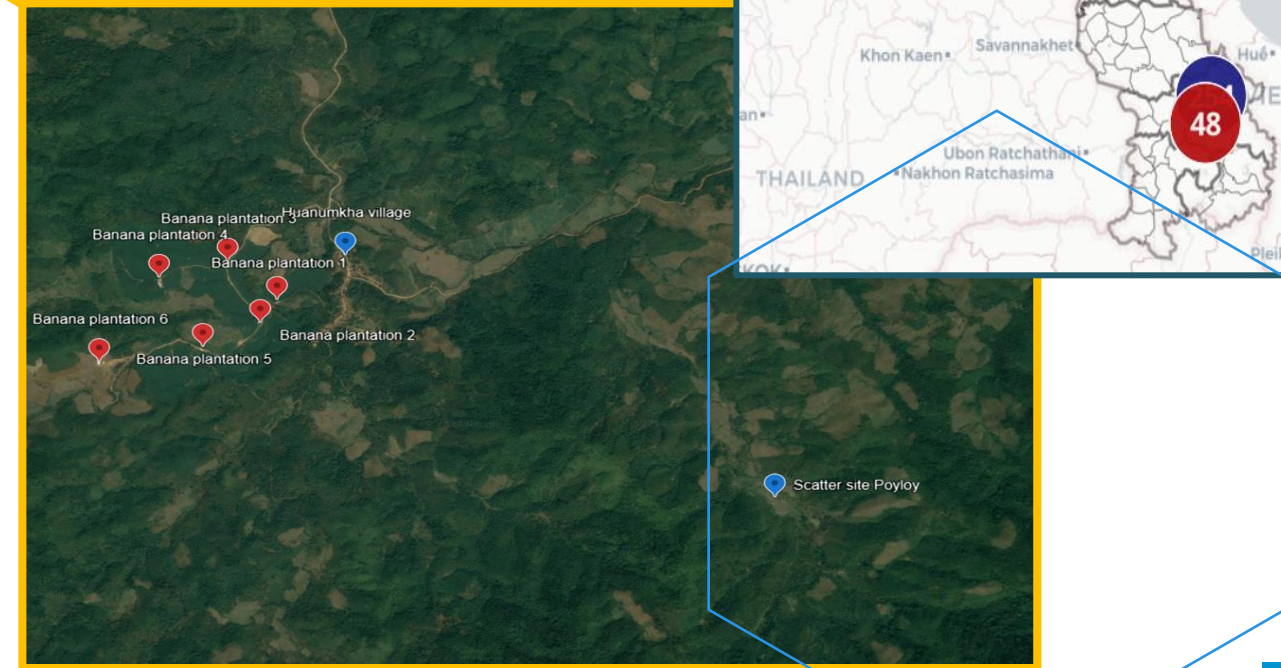 Khon Kaen
Savannakhet
Hué
48
Ubon Ratchathani
THAILAND
Nakhon Ratchasima
Huanumkha village
Banana plantation 3
Banana plantation 4
Banana plantation 1
Banana plantation 6
Banana plantation 2
Banana plantation 5
Scatter site Poyloy